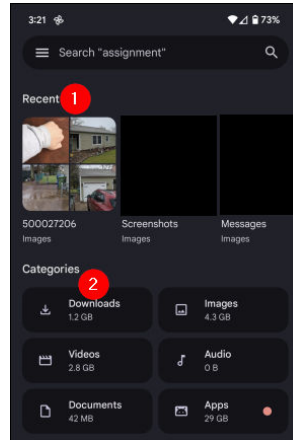 3:21 73%
Search "assignment"
Recent 1
500027206 Screenshots Messages
Images Images Images
Categories
2
Downloads Images
1.2 GB 4.3 GB
Videos Audio
2.8 GB 0 B
Documents Apps
42 MB 29 GB